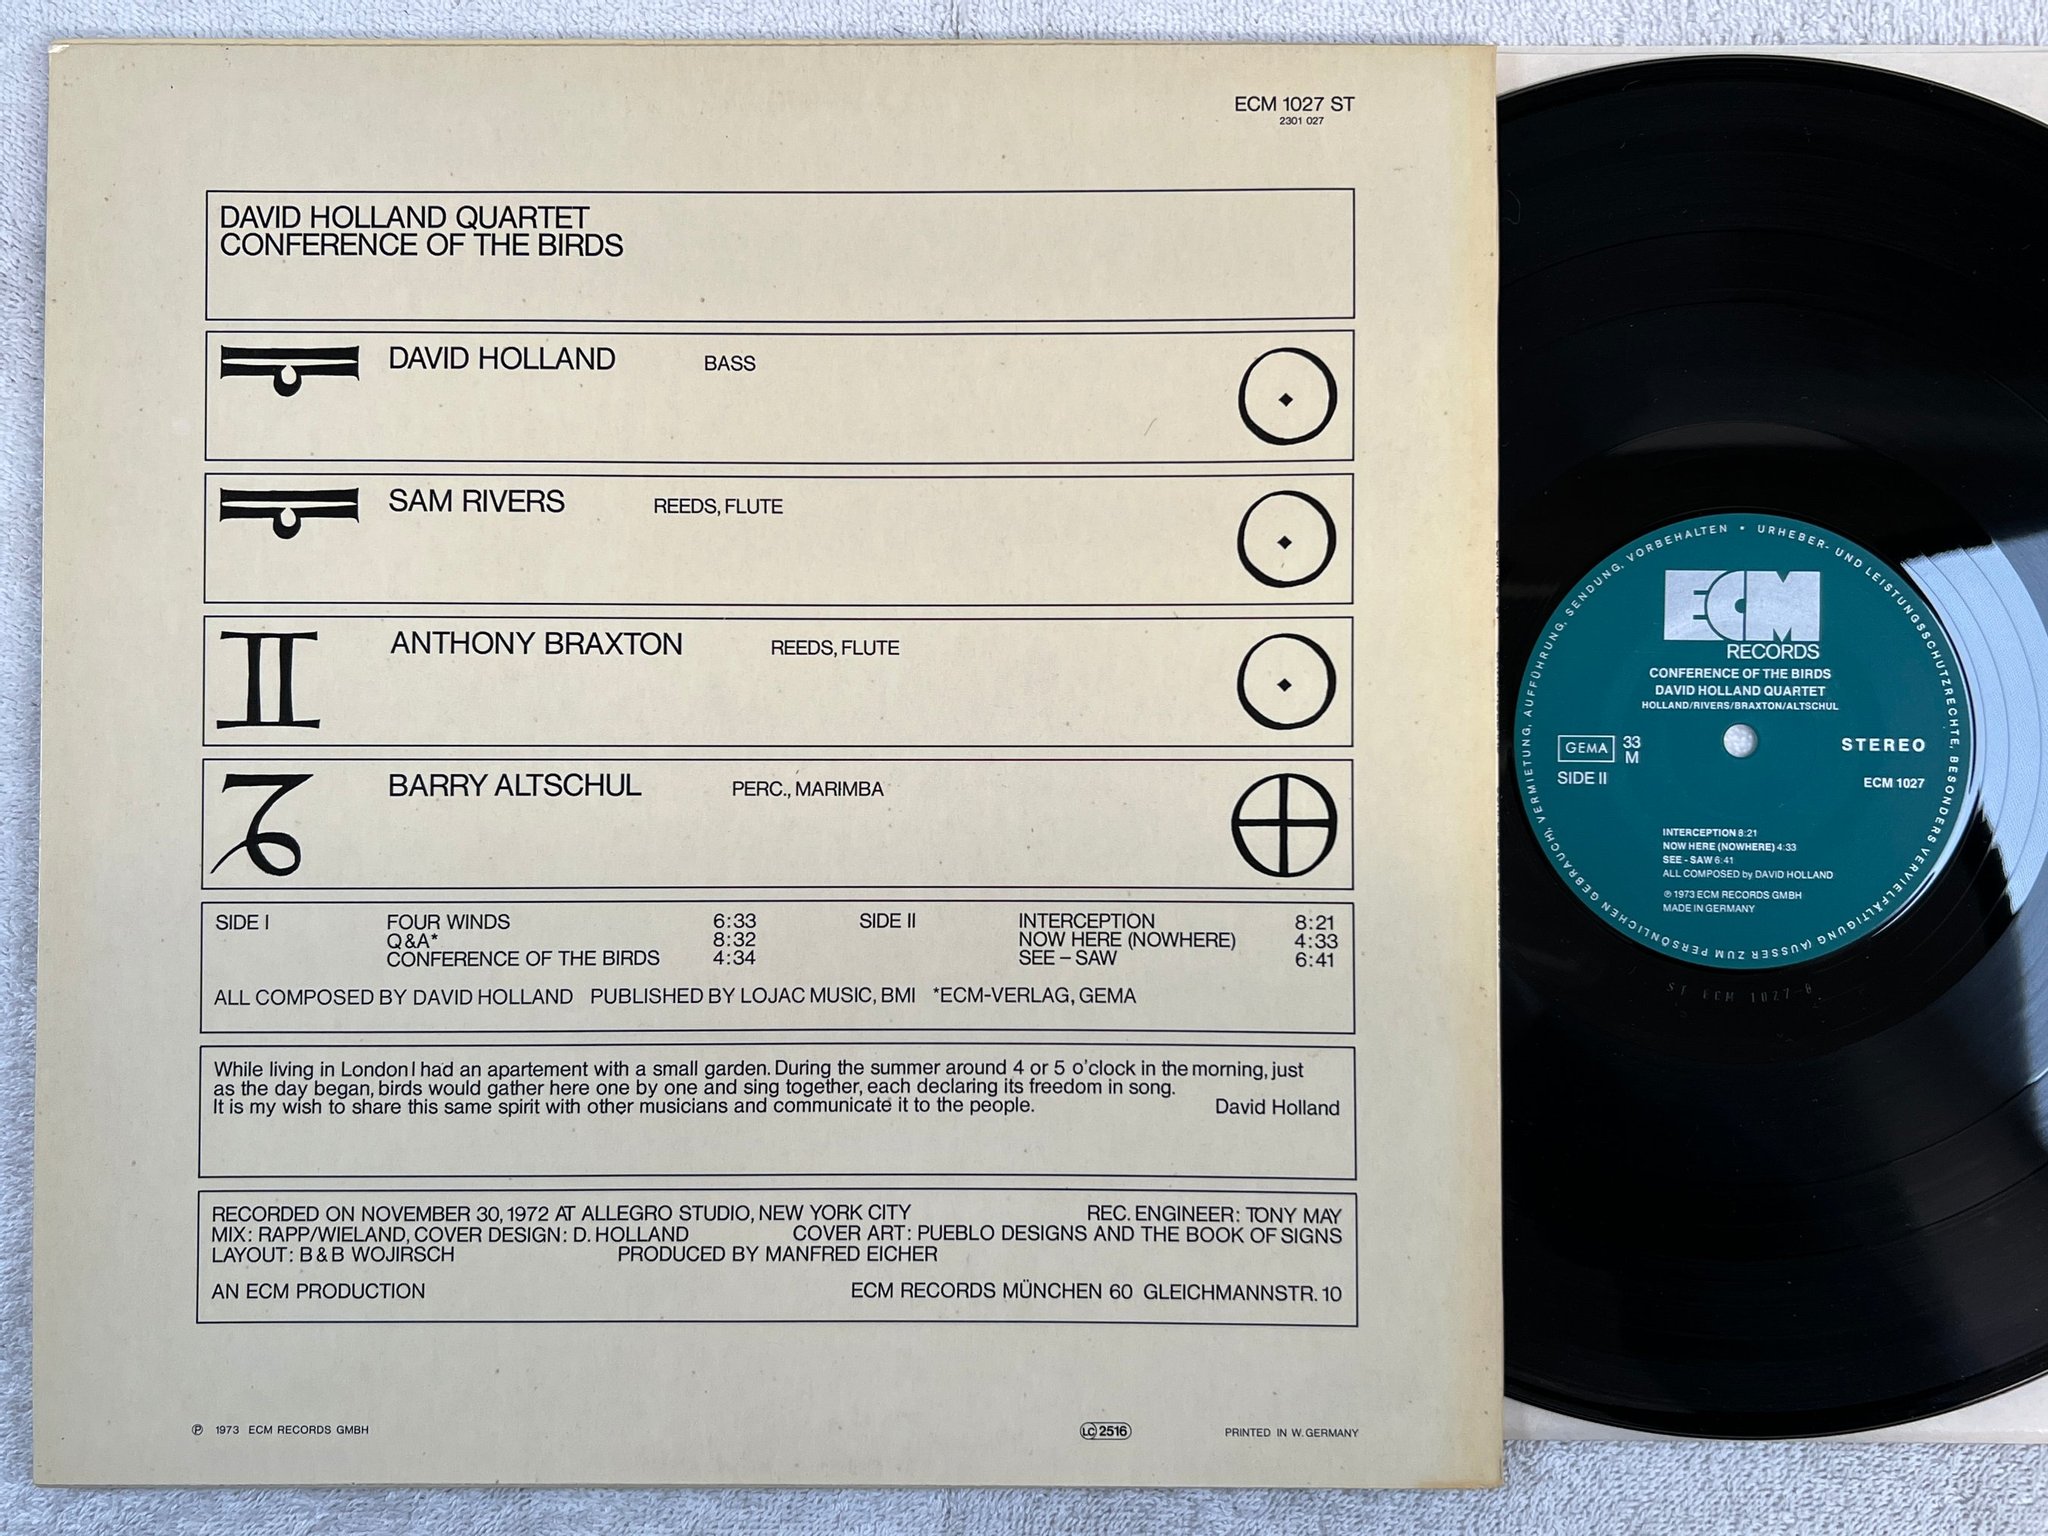 ECM 1027 ST
2301 027
DAVID HOLLAND QUARTET
CONFERENCE OF THE BIRDS
DAVID HOLLAND BASS
SAM RIVERS REEDS, FLUTE
ANTHONY BRAXTON REEDS, FLUTE
BARRY ALTSCHUL PERC., MARIMBA
SIDE I FOUR WINDS 6:33 SIDE II INTERCEPTION 8:21
Q&A* 8:32 NOW HERE (NOWHERE) 4:33
CONFERENCE OF THE BIRDS 4:34 SEE – SAW 6:41
ALL COMPOSED BY DAVID HOLLAND PUBLISHED BY LOJAC MUSIC, BMI *ECM-VERLAG, GEMA
While living in London I had an apartement with a small garden. During the summer around 4 or 5 o'clock in the morning, just
as the day began, birds would gather here one by one and sing together, each declaring its freedom in song.
It is my wish to share this same spirit with other musicians and communicate it to the people. David Holland
RECORDED ON NOVEMBER 30, 1972 AT ALLEGRO STUDIO, NEW YORK CITY REC. ENGINEER: TONY MAY
MIX: RAPP/WIELAND, COVER DESIGN: D. HOLLAND COVER ART: PUEBLO DESIGNS AND THE BOOK OF SIGNS
LAYOUT: B & B WOJIRSCH PRODUCED BY MANFRED EICHER
AN ECM PRODUCTION ECM RECORDS MÜNCHEN 60 GLEICHMANNSTR. 10
℗ 1973 ECM RECORDS GMBH LC 2516 PRINTED IN W. GERMANY
URHEBER- UND LEISTUNGSSCHUTZRECHTE, BESONDERS VERVIELFÄLTIGUNG (AUSSER ZUM PERSÖNLICHEN GEBRAUCH), VERMIETUNG, AUFFÜHRUNG, SENDUNG, VORBEHALTEN •
ECM
RECORDS
CONFERENCE OF THE BIRDS
DAVID HOLLAND QUARTET
HOLLAND/RIVERS/BRAXTON/ALTSCHUL
GEMA 33 M STEREO
SIDE II ECM 1027
INTERCEPTION 8:21
NOW HERE (NOWHERE) 4:33
SEE - SAW 6:41
ALL COMPOSED by DAVID HOLLAND
℗ 1973 ECM RECORDS GMBH
MADE IN GERMANY
ST ECM 1027-B